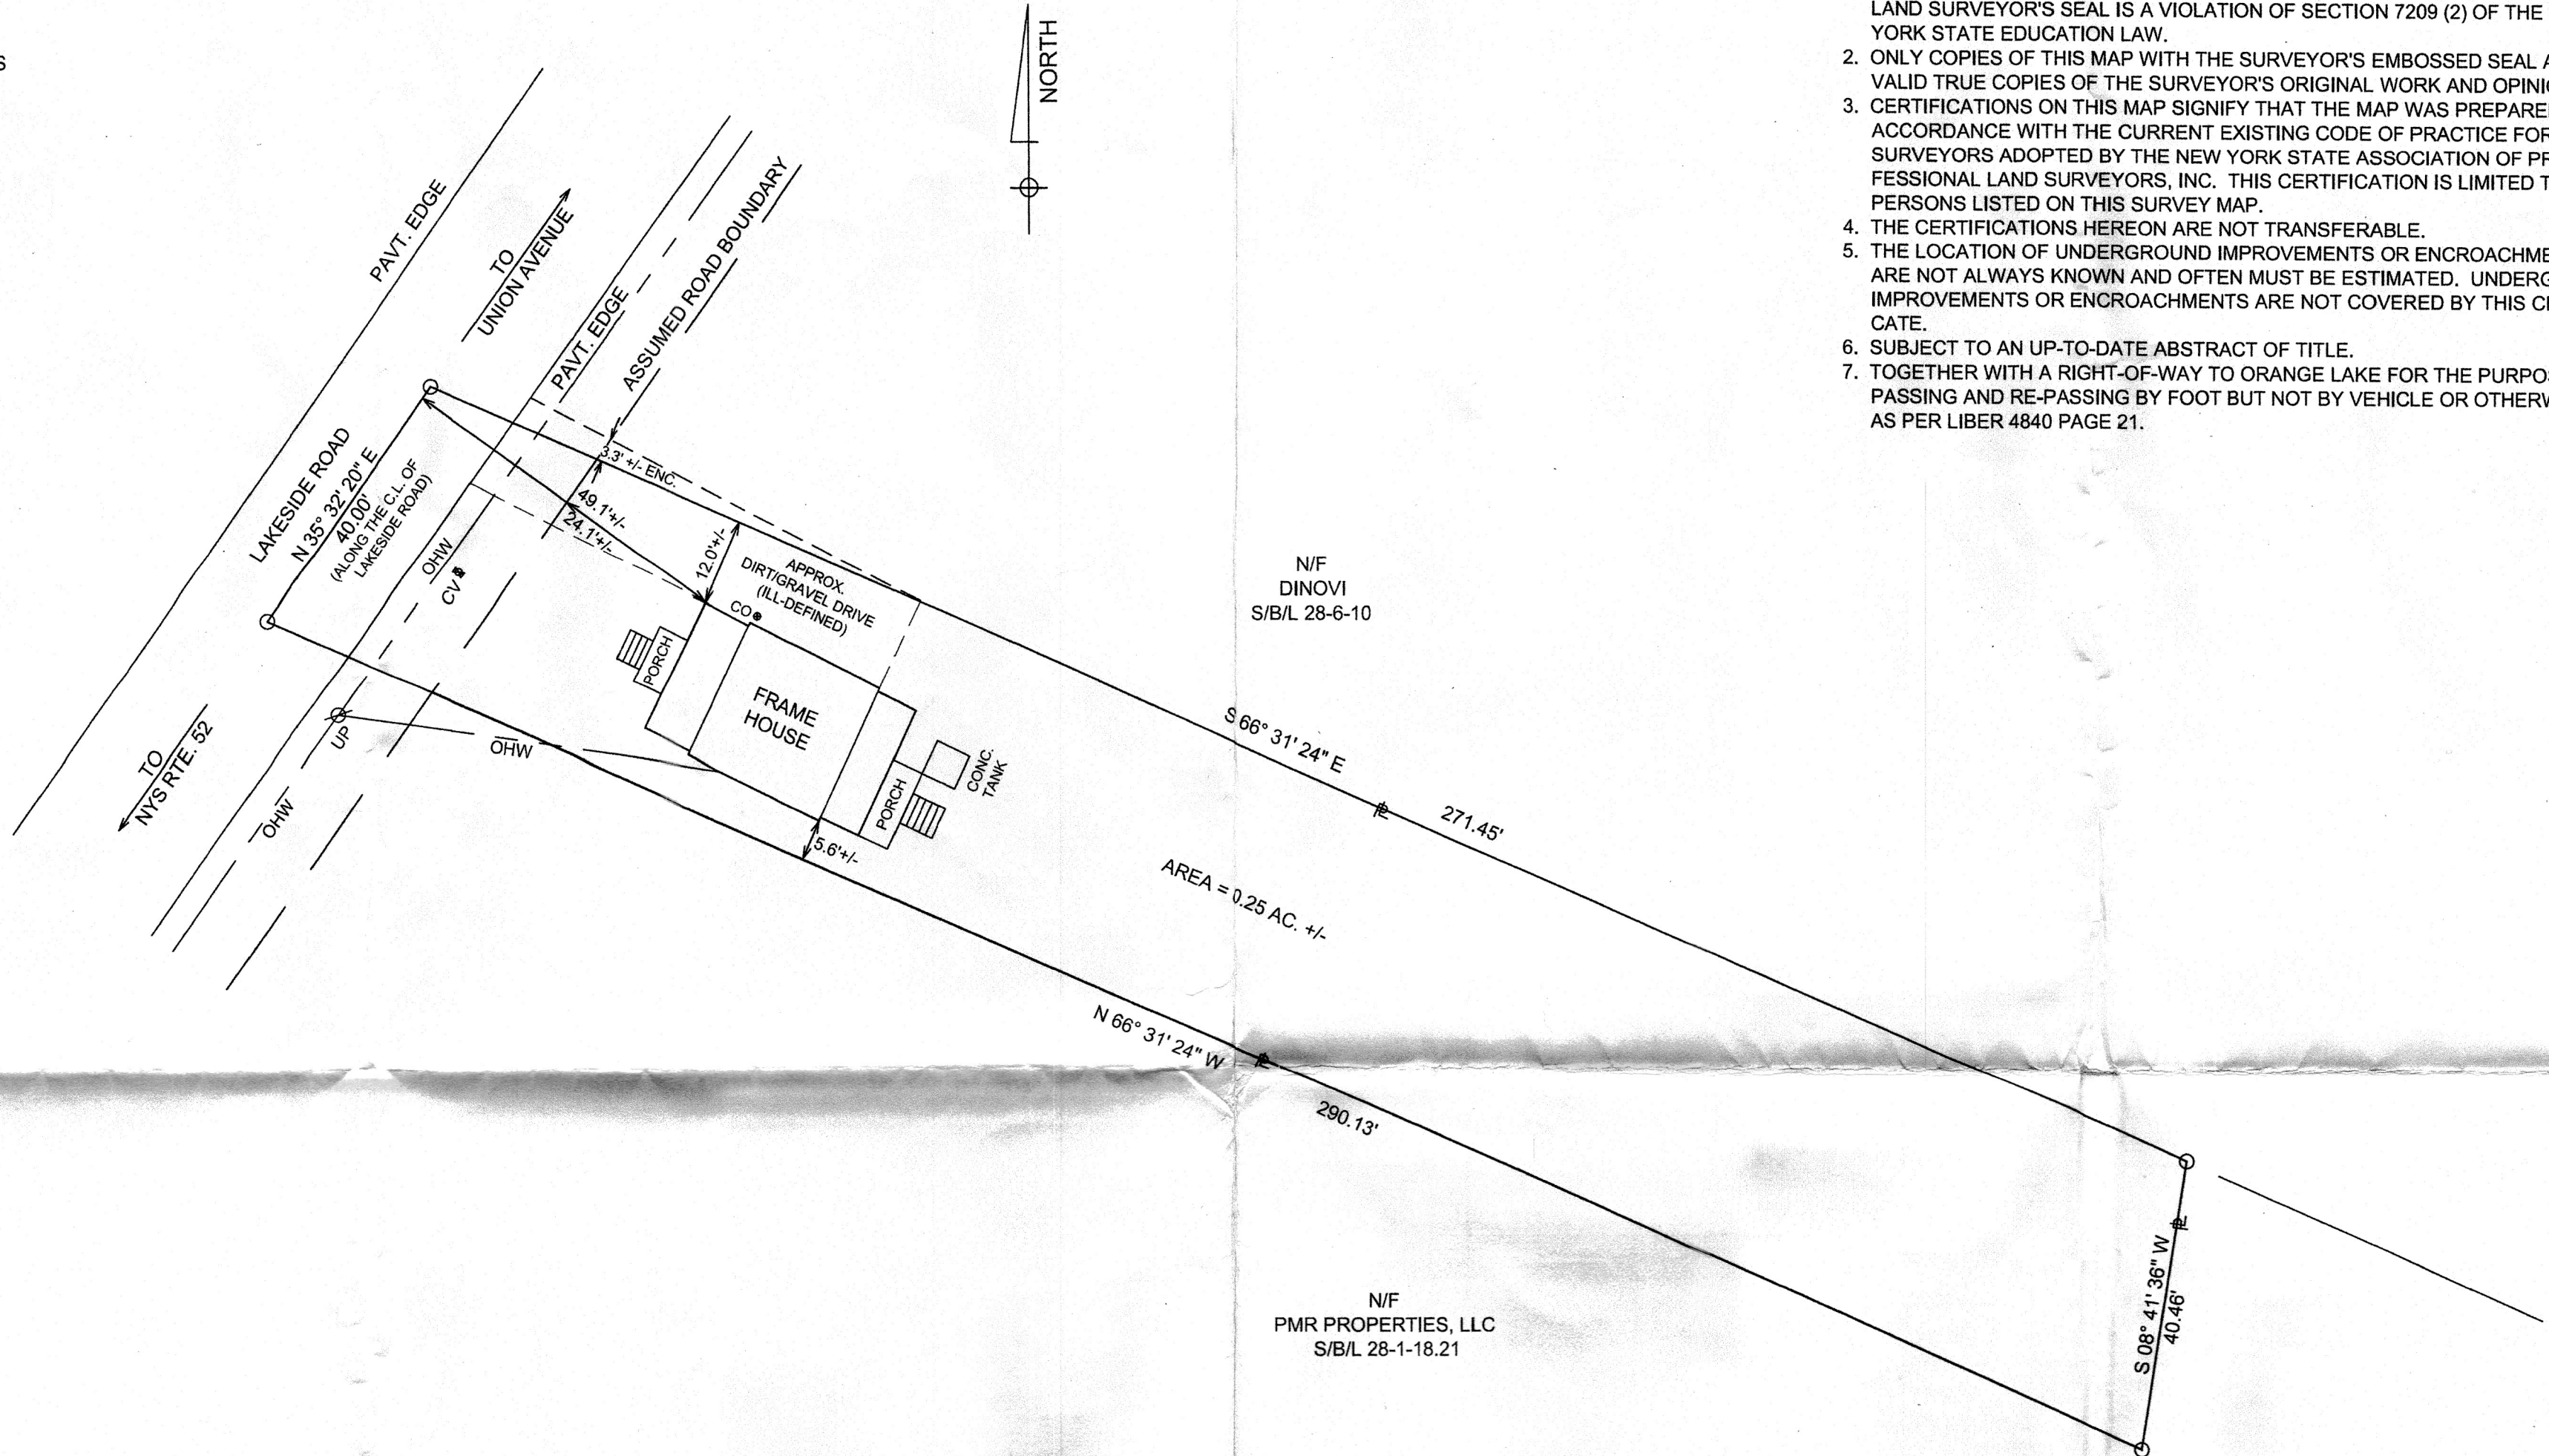 S
NORTH
LAND SURVEYOR'S SEAL IS A VIOLATION OF SECTION 7209 (2) OF THE
YORK STATE EDUCATION LAW.
2. ONLY COPIES OF THIS MAP WITH THE SURVEYOR'S EMBOSSED SEAL A
VALID TRUE COPIES OF THE SURVEYOR'S ORIGINAL WORK AND OPINI
3. CERTIFICATIONS ON THIS MAP SIGNIFY THAT THE MAP WAS PREPARE
ACCORDANCE WITH THE CURRENT EXISTING CODE OF PRACTICE FOR
SURVEYORS ADOPTED BY THE NEW YORK STATE ASSOCIATION OF PR
FESSIONAL LAND SURVEYORS, INC. THIS CERTIFICATION IS LIMITED T
PERSONS LISTED ON THIS SURVEY MAP.
4. THE CERTIFICATIONS HEREON ARE NOT TRANSFERABLE.
5. THE LOCATION OF UNDERGROUND IMPROVEMENTS OR ENCROACHME
ARE NOT ALWAYS KNOWN AND OFTEN MUST BE ESTIMATED. UNDERG
IMPROVEMENTS OR ENCROACHMENTS ARE NOT COVERED BY THIS C
CATE.
6. SUBJECT TO AN UP-TO-DATE ABSTRACT OF TITLE.
7. TOGETHER WITH A RIGHT-OF-WAY TO ORANGE LAKE FOR THE PURPO
PASSING AND RE-PASSING BY FOOT BUT NOT BY VEHICLE OR OTHERW
AS PER LIBER 4840 PAGE 21.
PAVT. EDGE
TO
UNION AVENUE
PAVT. EDGE
ASSUMED ROAD BOUNDARY
LAKESIDE ROAD
N 35° 32' 20" E
40.00'
(ALONG THE C.L. OF
LAKESIDE ROAD)
OHW
CV
3.3' +/- ENC.
49.1'+/-
24.1'+/-
12.0'+/-
APPROX.
DIRT/GRAVEL DRIVE
(ILL-DEFINED)
CO
PORCH
FRAME
HOUSE
PORCH
CONC.
TANK
5.6'+/-
UP
OHW
OHW
TO
NYS RTE. 52
N/F
DINOVI
S/B/L 28-6-10
S 66° 31' 24" E
PL
271.45'
AREA = 0.25 AC. +/-
N 66° 31' 24" W
PL
290.13'
N/F
PMR PROPERTIES, LLC
S/B/L 28-1-18.21
S 08° 41' 36" W
PL
40.46'